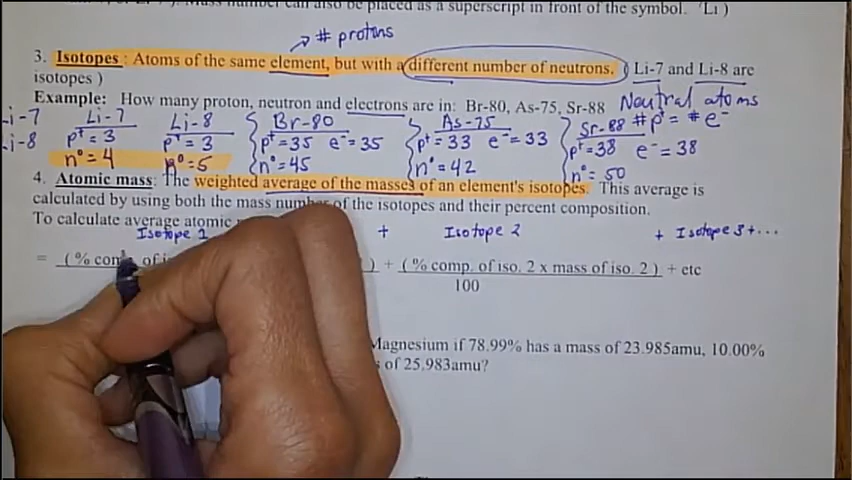 can also be placed as a superscript in front of the symbol.
# protons
3. Isotopes : Atoms of the same element, but with a different number of neutrons. ( Li-7 and Li-8 are
isotopes )
Example: How many proton, neutron and electrons are in: Br-80, As-75, Sr-88 Neutral atoms
#p⁺ = #e⁻
Li-7
Li-8
Li-7
p⁺ = 3
n° = 4
Li-8
p⁺ = 3
n° = 5
Br-80
p⁺ = 35 e⁻ = 35
n° = 45
As-75
p⁺ = 33 e⁻ = 33
n° = 42
Sr-88
p⁺ = 38 e⁻ = 38
n° = 50
4. Atomic mass: The weighted average of the masses of an element's isotopes. This average is
calculated by using both the mass number of the isotopes and their percent composition.
To calculate average atomic
Isotope 1 + Isotope 2 + Isotope 3 + ...
= ( % comp. of ) + ( % comp. of iso. 2 x mass of iso. 2 ) + etc
100
Magnesium if 78.99% has a mass of 23.985amu, 10.00%
of 25.983amu?